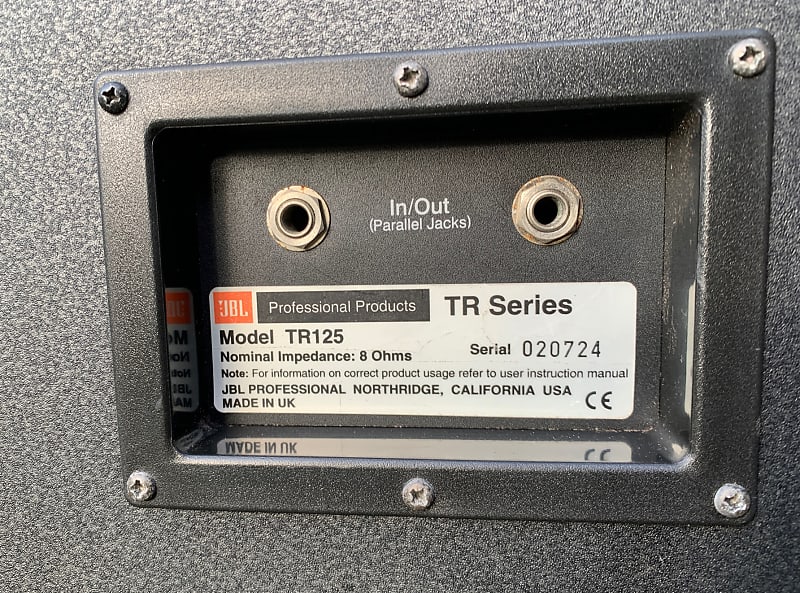 In/Out
(Parallel Jacks)
JBL Professional Products TR Series
Model TR125
Nominal Impedance: 8 Ohms Serial 020724
Note: For information on correct product usage refer to user instruction manual
JBL PROFESSIONAL NORTHRIDGE, CALIFORNIA USA
MADE IN UK CE